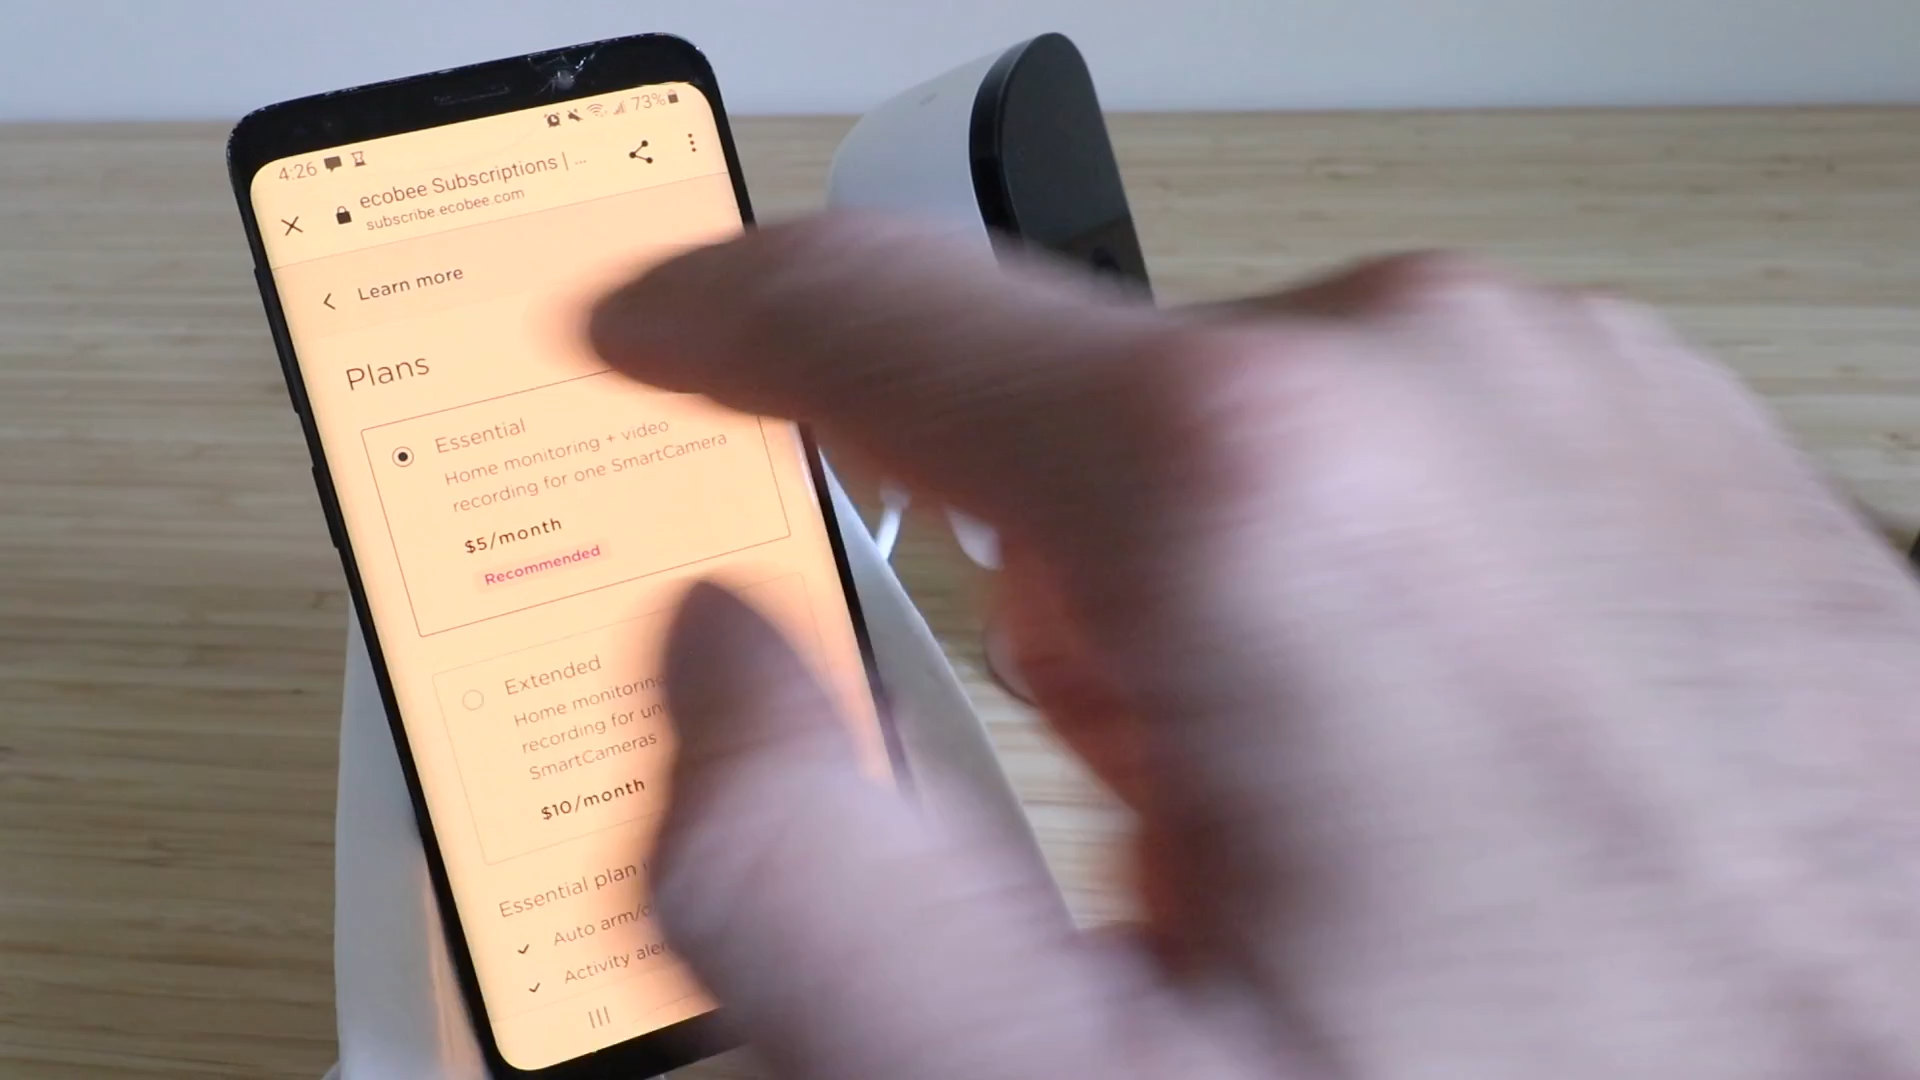 4:26
73%
ecobee Subscriptions | ...
subscribe.ecobee.com
Learn more
Plans
Essential
Home monitoring + video
recording for one SmartCamera
$5/month
Recommended
Extended
Home monitoring
recording for
SmartCameras
$10/month
Essential plan
Auto
Activity